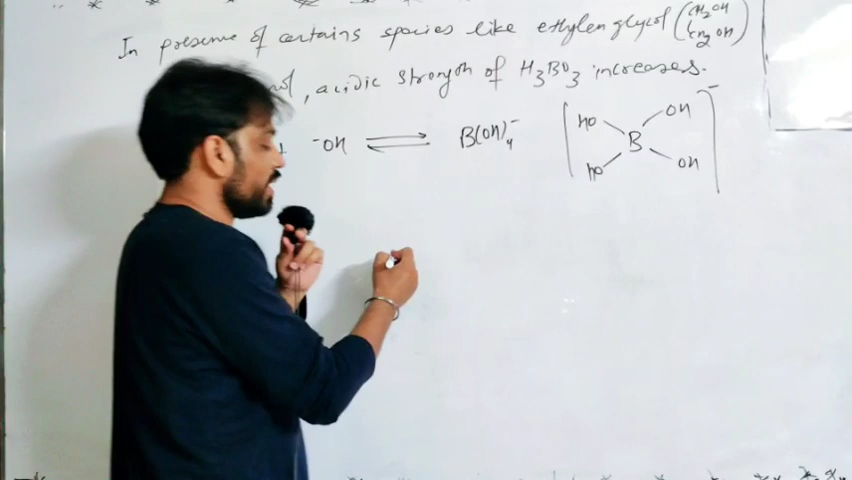 In presence of certains species like ethylen glycol (CH2OH
CH2OH)
, acidic strength of H3BO3 increases.
+ -OH ⇌ B(OH)4- [HO OH
B
HO OH]-